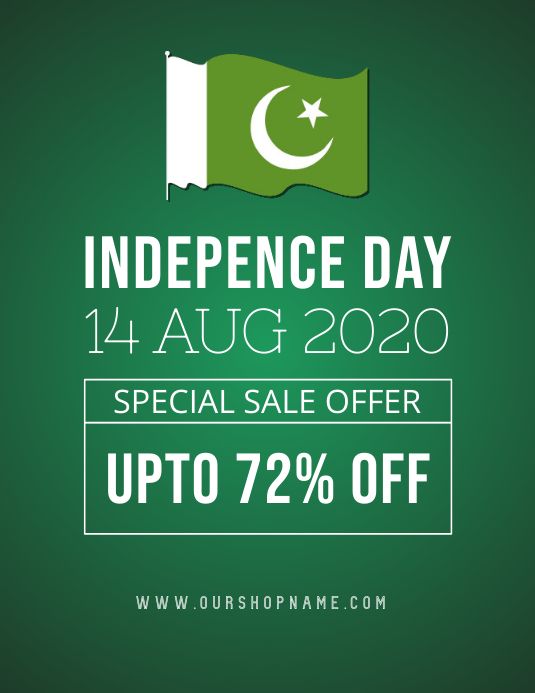 INDEPENCE DAY
14 AUG 2020
SPECIAL SALE OFFER
UPTO 72% OFF
WWW.OURSHOPNAME.COM